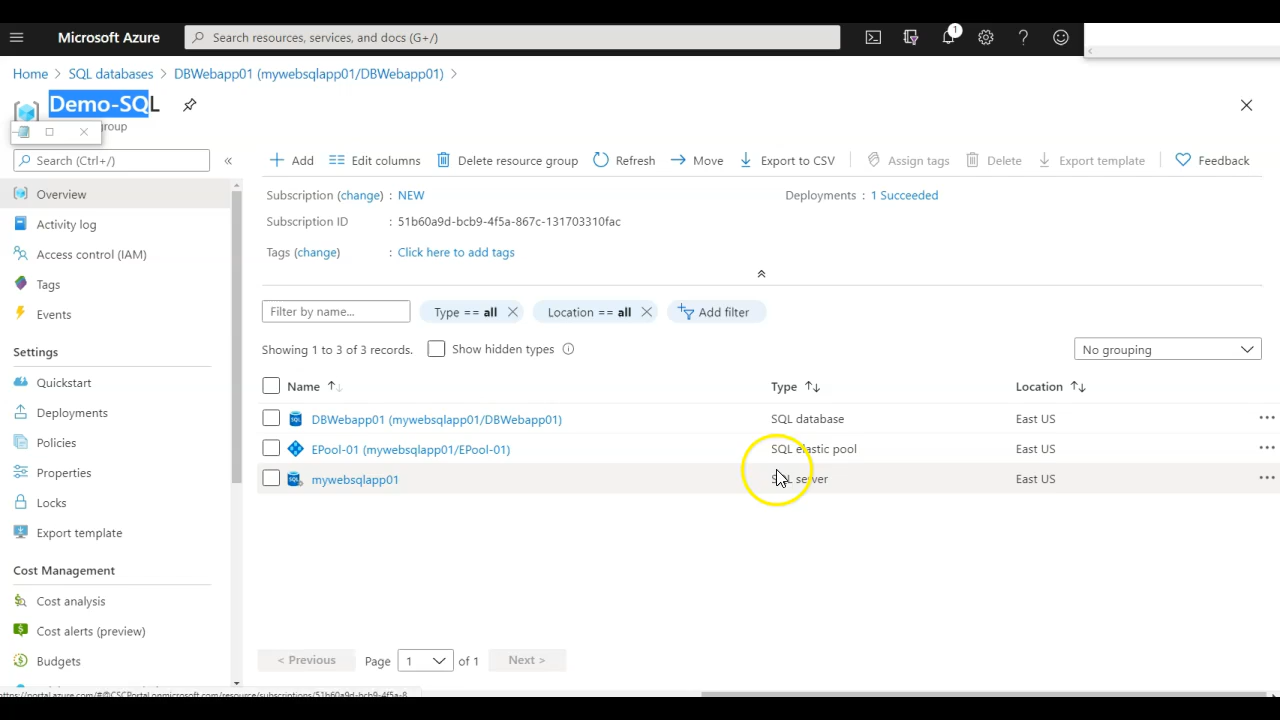 Microsoft Azure
Search resources, services, and docs (G+/)
1
Home > SQL databases > DBWebapp01 (mywebsqlapp01/DBWebapp01) >
Demo-SQL
group
Search (Ctrl+/)
«
Add
Edit columns
Delete resource group
Refresh
Move
Export to CSV
Assign tags
Delete
Export template
Feedback
Overview
Activity log
Access control (IAM)
Tags
Events
Settings
Quickstart
Deployments
Policies
Properties
Locks
Export template
Cost Management
Cost analysis
Cost alerts (preview)
Budgets
Subscription (change) : NEW
Deployments : 1 Succeeded
Subscription ID : 51b60a9d-bcb9-4f5a-867c-131703310fac
Tags (change) : Click here to add tags
Filter by name...
Type == all
Location == all
Add filter
Showing 1 to 3 of 3 records.
Show hidden types
No grouping
Name
Type
Location
DBWebapp01 (mywebsqlapp01/DBWebapp01) SQL database East US
EPool-01 (mywebsqlapp01/EPool-01) SQL elastic pool East US
mywebsqlapp01 SQL server East US
< Previous
Page 1 of 1
Next >